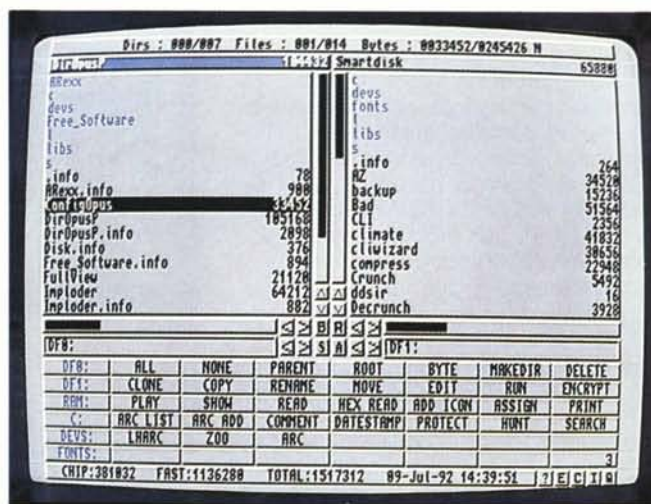 Dirs : 000/007 Files : 001/014 Bytes : 0033452/0245426 N
DirOpusP
Smartdisk 65880
ARexx
c
devs
Free_Software
l
libs
s
.info 78
ARexx.info 900
ConfigOpus 33452
DirOpusP 105168
DirOpusP.info 2098
Disk.info 376
Free_Software.info 894
FullView 21120
Imploder 64212
Imploder.info 882
c
devs
fonts
l
libs
s
.info 264
AZ 34520
backup 15236
Bad 51564
CLI 2356
climate 41832
cliwizard 30656
compress 22948
Crunch 5492
ddsir 16
Decrunch 3928
B R
DF0: S A DF1:
DF0: ALL NONE PARENT ROOT BYTE MAKEDIR DELETE
DF1: CLONE COPY RENAME MOVE EDIT RUN ENCRYPT
RAM: PLAY SHOW READ HEX READ ADD ICON ASSIGN PRINT
C: ARC LIST ARC ADD COMMENT DATESTAMP PROTECT HUNT SEARCH
DEVS: LHARC ZOO ARC
FONTS: 3
CHIP:381032 FAST:1136280 TOTAL:1517312 09-Jul-92 14:39:51 ? E C I Q